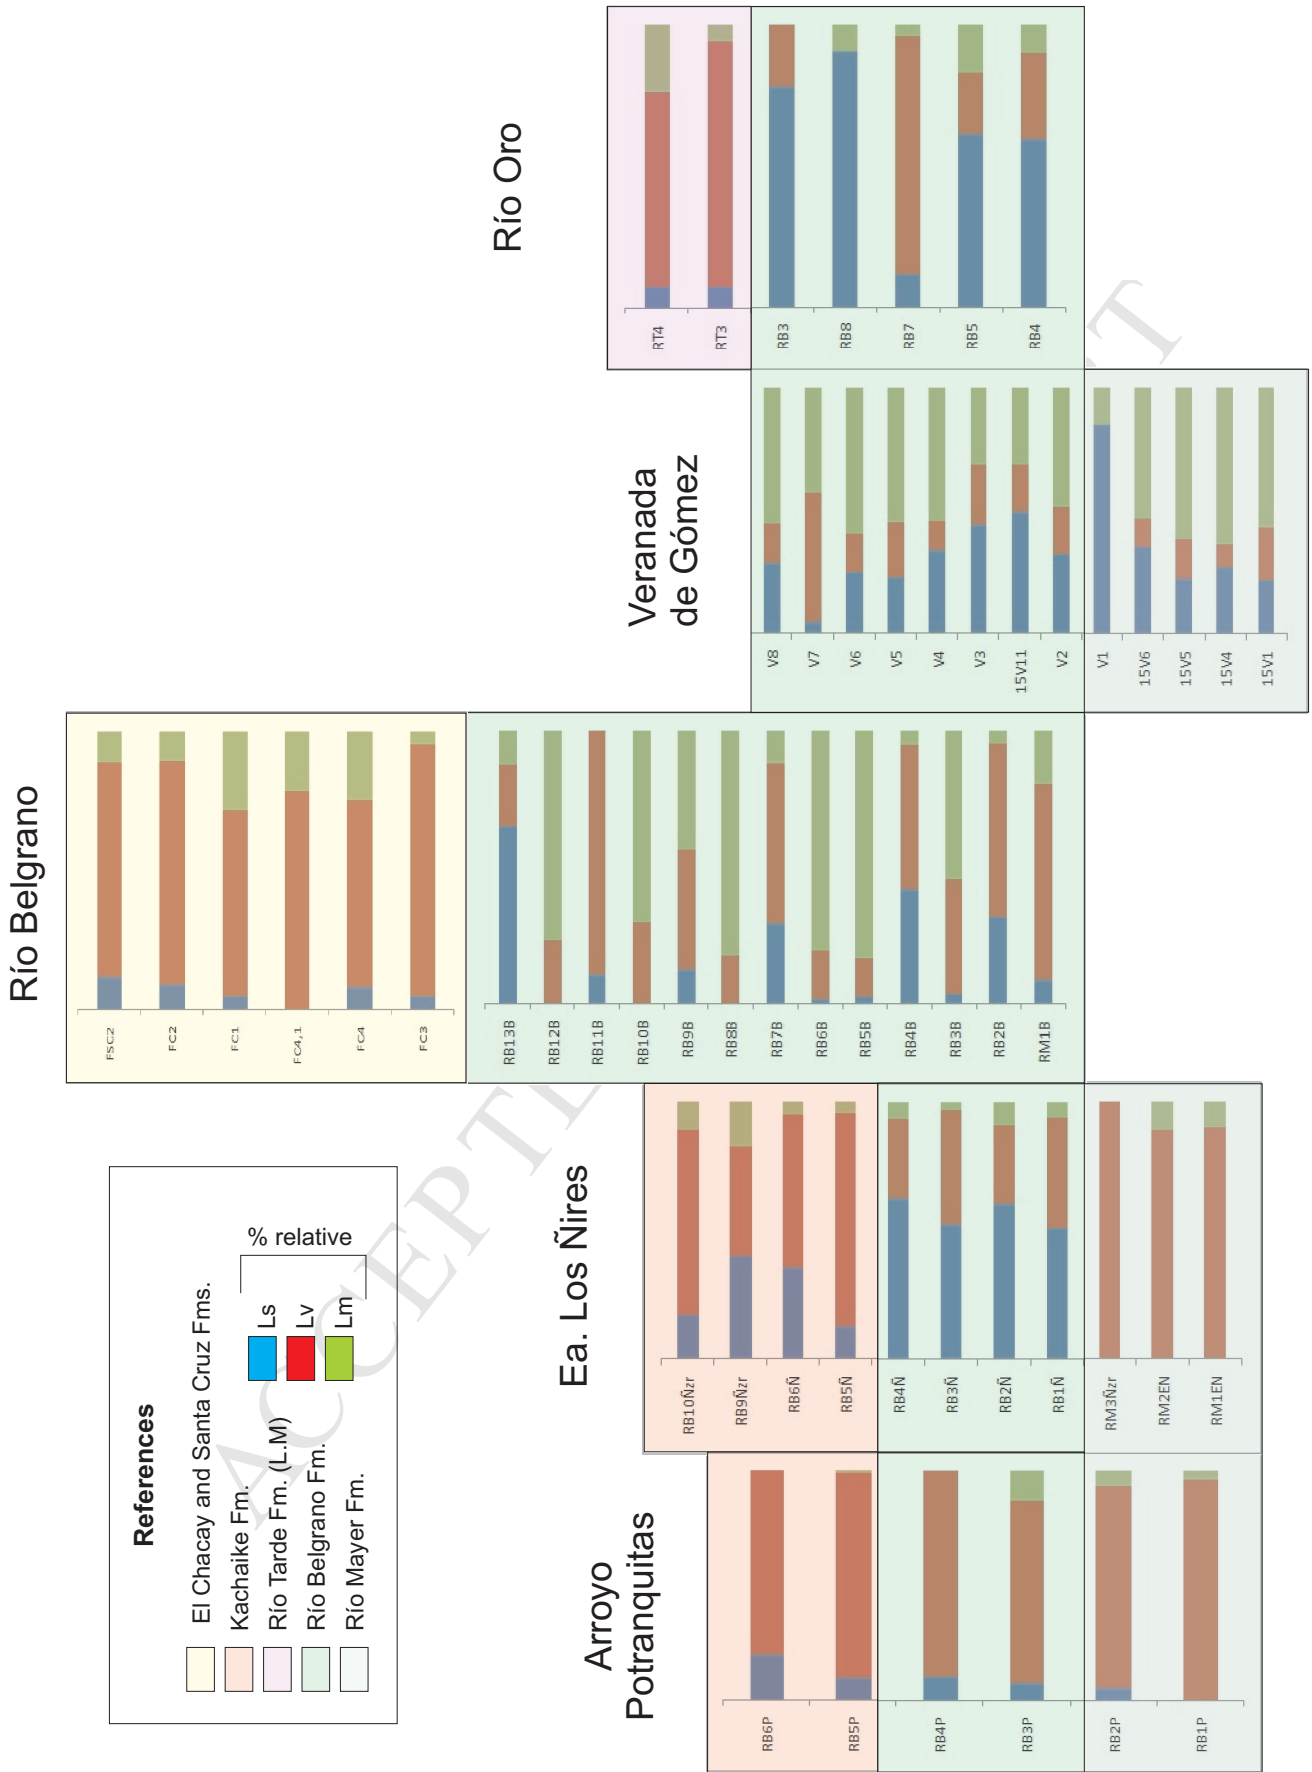 Río Belgrano
FSC2
FC2
FC1
FC4,1
FC4
FC3
RB13B
RB12B
RB11B
RB10B
RB9B
RB8B
RB7B
RB6B
RB5B
RB4B
RB3B
RB2B
RM1B
Río Oro
RT4
RT3
RB3
RB8
RB7
RB5
RB4
Veranada
de Gómez
V8
V7
V6
V5
V4
V3
15V11
V2
V1
15V6
15V5
15V4
15V1
References
El Chacay and Santa Cruz Fms.
Kachaike Fm.
Río Tarde Fm. (L.M)
Río Belgrano Fm.
Río Mayer Fm.
% relative
Ls
Lv
Lm
Ea. Los Ñires
RB10Ñzr
RB9Ñzr
RB6Ñ
RB5Ñ
RB4Ñ
RB3Ñ
RB2Ñ
RB1Ñ
RM3Ñzr
RM2EN
RM1EN
Arroyo
Potranquitas
RB6P
RB5P
RB4P
RB3P
RB2P
RB1P